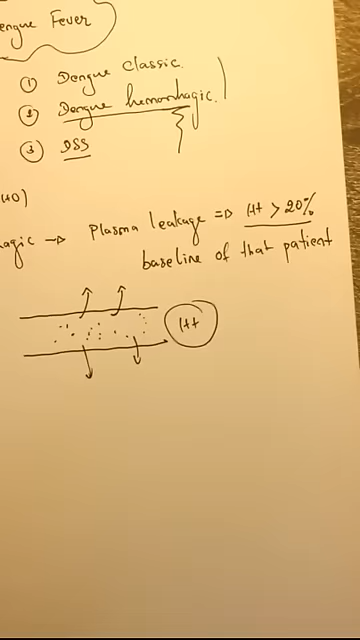 engue Fever
① Dengue classic.
② Dengue hemorrhagic.
③ DSS
HO)
agic → Plasma leakage ⇒ Ht > 20%
baseline of that patient
Ht